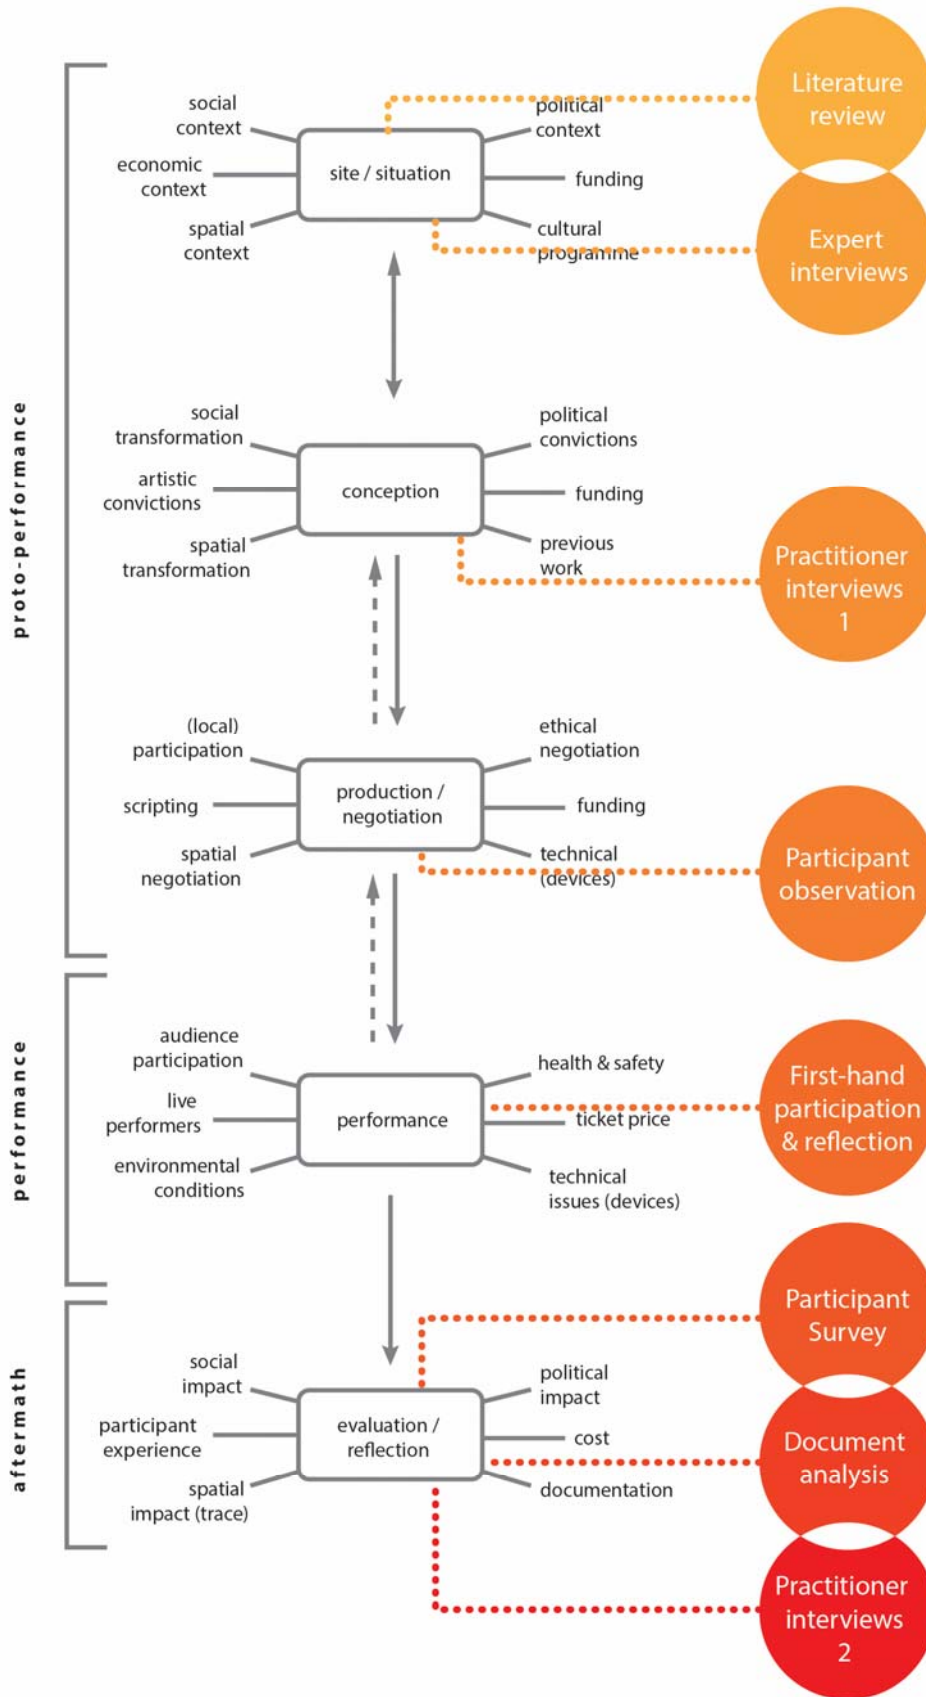 proto-performance
social
context
economic
context
spatial
context
site / situation
political
context
funding
cultural
programme
Literature
review
Expert
interviews
social
transformation
artistic
convictions
spatial
transformation
conception
political
convictions
funding
previous
work
Practitioner
interviews
1
(local)
participation
scripting
spatial
negotiation
production /
negotiation
ethical
negotiation
funding
technical
(devices)
Participant
observation
performance
audience
participation
live
performers
environmental
conditions
performance
health & safety
ticket price
technical
issues (devices)
First-hand
participation
& reflection
aftermath
social
impact
participant
experience
spatial
impact (trace)
evaluation /
reflection
political
impact
cost
documentation
Participant
Survey
Document
analysis
Practitioner
interviews
2